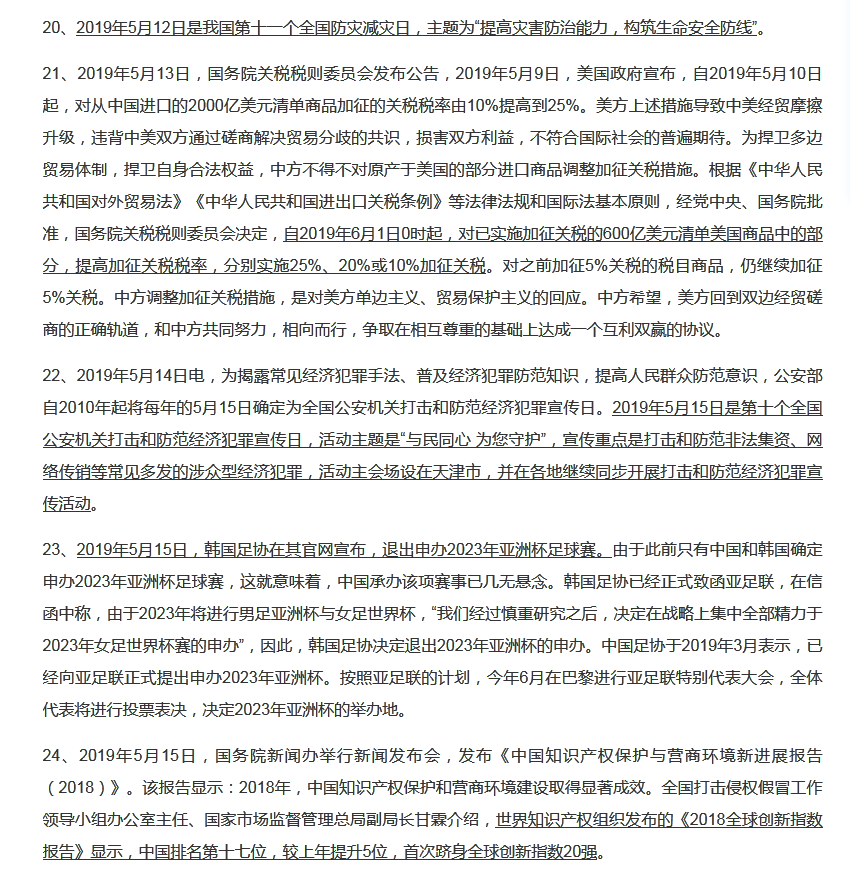 20、2019年5月12日是我国第十一个全国防灾减灾日，主题为“提高灾害防治能力，构筑生命安全防线”。
21、2019年5月13日，国务院关税税则委员会发布公告，2019年5月9日，美国政府宣布，自2019年5月10日
起，对从中国进口的2000亿美元清单商品加征的关税税率由10%提高到25%。美方上述措施导致中美经贸摩擦
升级，违背中美双方通过磋商解决贸易分歧的共识，损害双方利益，不符合国际社会的普遍期待。为捍卫多边
贸易体制，捍卫自身合法权益，中方不得不对原产于美国的部分进口商品调整加征关税措施。根据《中华人民
共和国对外贸易法》《中华人民共和国进出口关税条例》等法律法规和国际法基本原则，经党中央、国务院批
准，国务院关税税则委员会决定，自2019年6月1日0时起，对已实施加征关税的600亿美元清单美国商品中的部
分，提高加征关税税率，分别实施25%、20%或10%加征关税。对之前加征5%关税的税目商品，仍继续加征
5%关税。中方调整加征关税措施，是对美方单边主义、贸易保护主义的回应。中方希望，美方回到双边经贸磋
商的正确轨道，和中方共同努力，相向而行，争取在相互尊重的基础上达成一个互利双赢的协议。
22、2019年5月14日电，为揭露常见经济犯罪手法、普及经济犯罪防范知识，提高人民群众防范意识，公安部
自2010年起将每年的5月15日确定为全国公安机关打击和防范经济犯罪宣传日。2019年5月15日是第十个全国
公安机关打击和防范经济犯罪宣传日，活动主题是“与民同心 为您守护”，宣传重点是打击和防范非法集资、网
络传销等常见多发的涉众型经济犯罪，活动主会场设在天津市，并在各地继续同步开展打击和防范经济犯罪宣
传活动。
23、2019年5月15日，韩国足协在其官网宣布，退出申办2023年亚洲杯足球赛。由于此前只有中国和韩国确定
申办2023年亚洲杯足球赛，这就意味着，中国承办该项赛事已几无悬念。韩国足协已经正式致函亚足联，在信
函中称，由于2023年将进行男足亚洲杯与女足世界杯，“我们经过慎重研究之后，决定在战略上集中全部精力于
2023年女足世界杯赛的申办”，因此，韩国足协决定退出2023年亚洲杯的申办。中国足协于2019年3月表示，已
经向亚足联正式提出申办2023年亚洲杯。按照亚足联的计划，今年6月在巴黎进行亚足联特别代表大会，全体
代表将进行投票表决，决定2023年亚洲杯的举办地。
24、2019年5月15日，国务院新闻办举行新闻发布会，发布《中国知识产权保护与营商环境新进展报告
（2018）》。该报告显示：2018年，中国知识产权保护和营商环境建设取得显著成效。全国打击侵权假冒工作
领导小组办公室主任、国家市场监督管理总局副局长甘霖介绍，世界知识产权组织发布的《2018全球创新指数
报告》显示，中国排名第十七位，较上年提升5位，首次跻身全球创新指数20强。